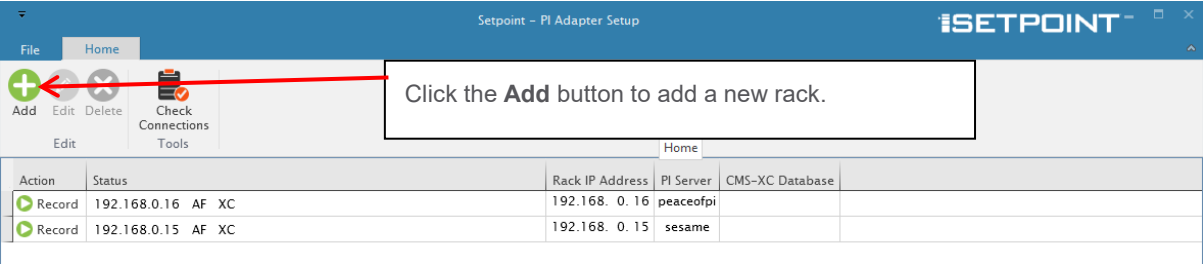 Setpoint – PI Adapter Setup
SETPOINT
File Home
Add Edit Delete Check Connections
Edit Tools
Click the Add button to add a new rack.
Home
Action Status Rack IP Address PI Server CMS-XC Database
Record 192.168.0.16 AF XC 192.168. 0. 16 peaceofpi
Record 192.168.0.15 AF XC 192.168. 0. 15 sesame